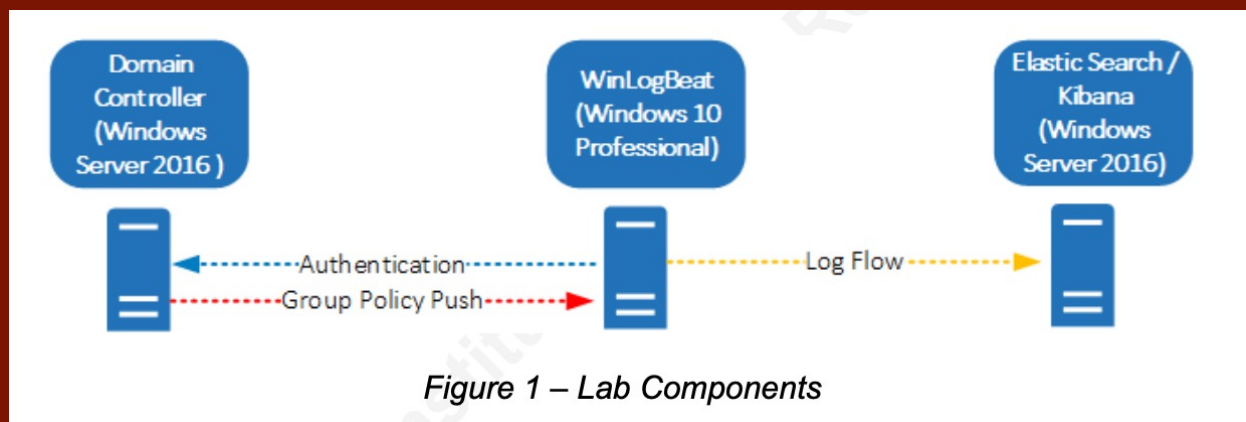 Domain
Controller
(Windows
Server 2016 )
WinLogBeat
(Windows 10
Professional)
Elastic Search /
Kibana
(Windows
Server 2016)
Authentication
Group Policy Push
Log Flow
Figure 1 – Lab Components